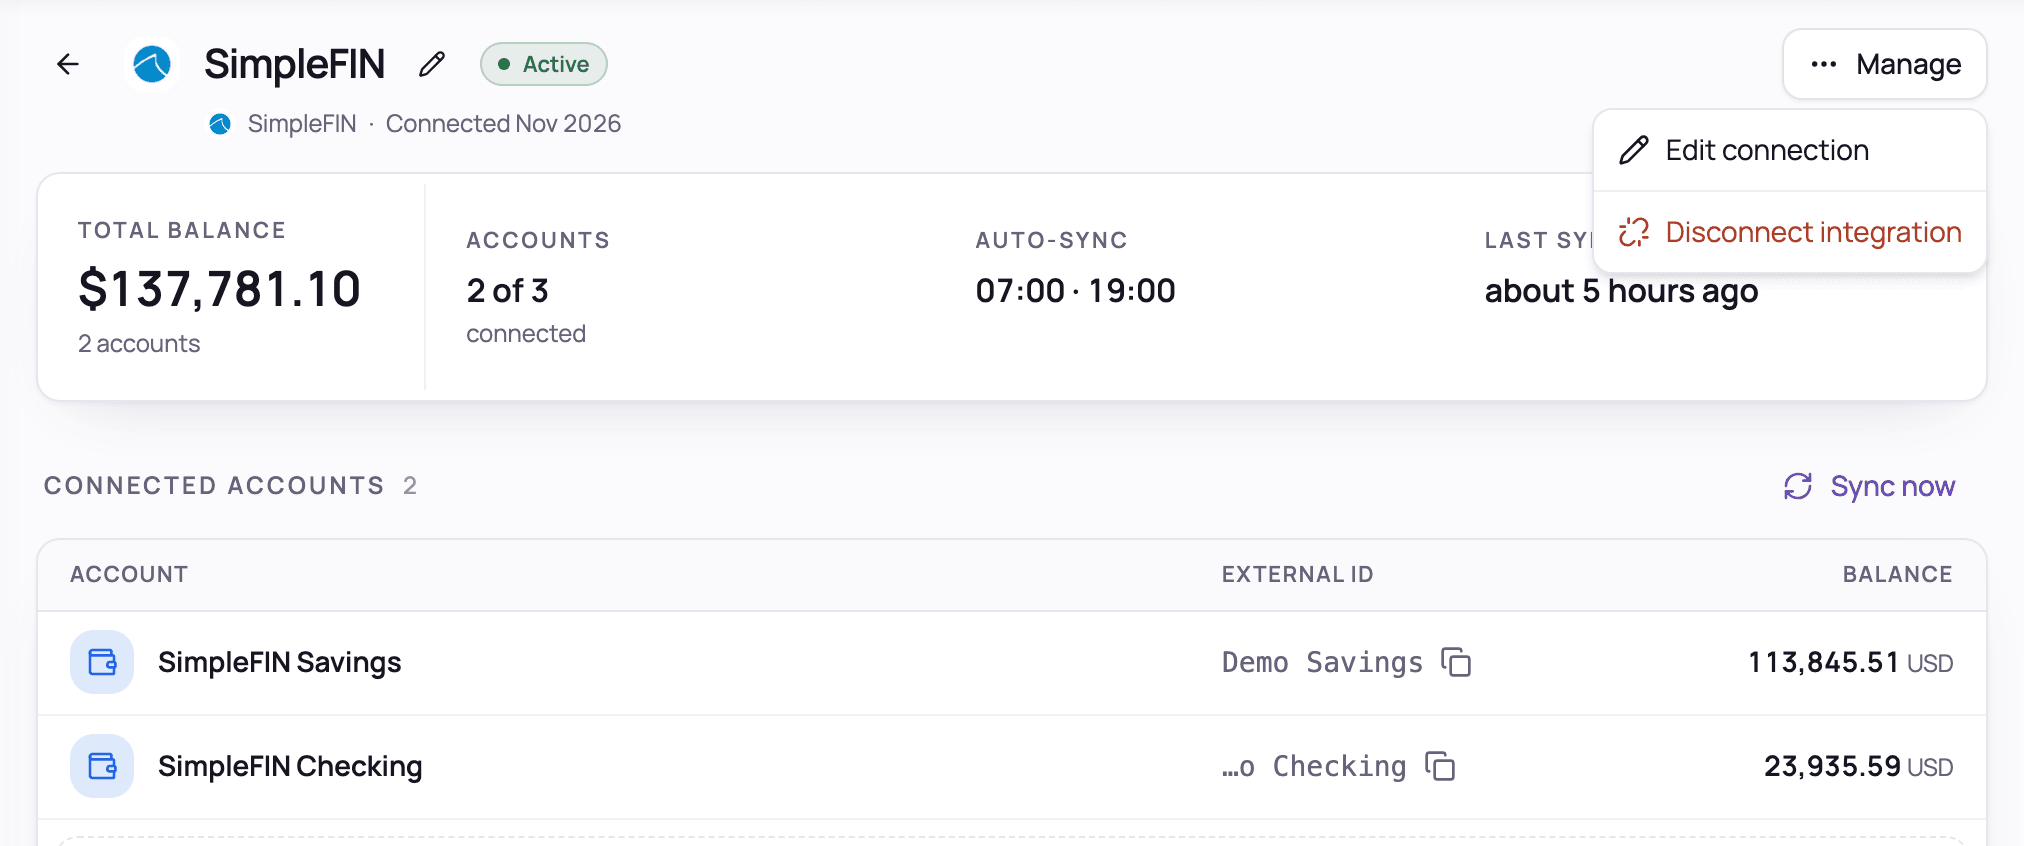 SimpleFIN
Active
Manage
SimpleFIN · Connected Nov 2026
Edit connection
Disconnect integration
TOTAL BALANCE
$137,781.10
2 accounts
ACCOUNTS
2 of 3
connected
AUTO-SYNC
07:00 · 19:00
LAST
about 5 hours ago
CONNECTED ACCOUNTS 2
Sync now
ACCOUNT EXTERNAL ID BALANCE
SimpleFIN Savings Demo Savings 113,845.51 USD
SimpleFIN Checking …o Checking 23,935.59 USD